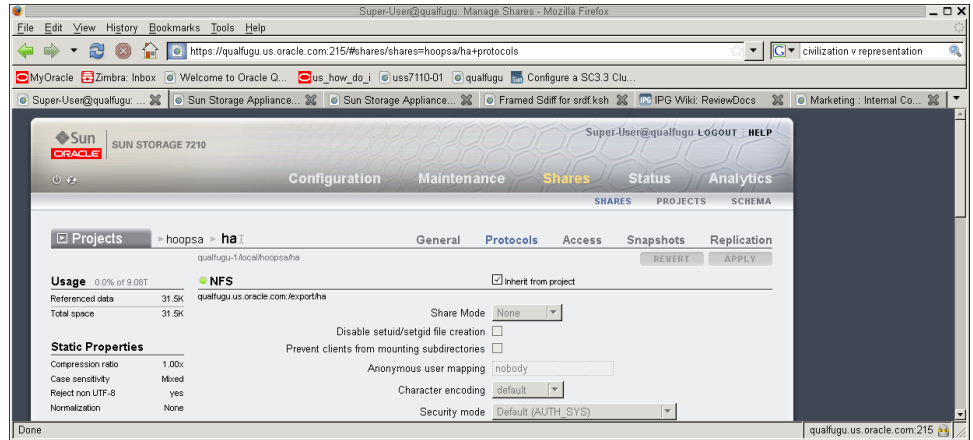 Super-User@qualfugu: Manage Shares - Mozilla Firefox
File Edit View History Bookmarks Tools Help
https://qualfugu.us.oracle.com:215/#shares/shares=hoopsa/ha+protocols
civilization v representation
MyOracle Zimbra: Inbox Welcome to Oracle Q... us_how_do_i uss7110-01 qualfugu Configure a SC3.3 Clu...
Super-User@qualfugu: ... Sun Storage Appliance... Sun Storage Appliance... Framed Sdiff for srdf.ksh IPG Wiki: ReviewDocs Marketing : Internal Co...
Sun ORACLE SUN STORAGE 7210
Super-User@qualfugu LOGOUT HELP
Configuration Maintenance Shares Status Analytics
SHARES PROJECTS SCHEMA
Projects hoopsa ha General Protocols Access Snapshots Replication
qualfugu-1/local/hoopsa/ha REVERT APPLY
Usage 0.0% of 9.08T NFS Inherit from project
Referenced data 31.5K qualfugu.us.oracle.com:/export/ha
Total space 31.5K Share Mode None
Disable setuid/setgid file creation
Static Properties Prevent clients from mounting subdirectories
Compression ratio 1.00x Anonymous user mapping nobody
Case sensitivity Mixed
Reject non UTF-8 yes Character encoding default
Normalization None Security mode Default (AUTH_SYS)
Done qualfugu.us.oracle.com:215